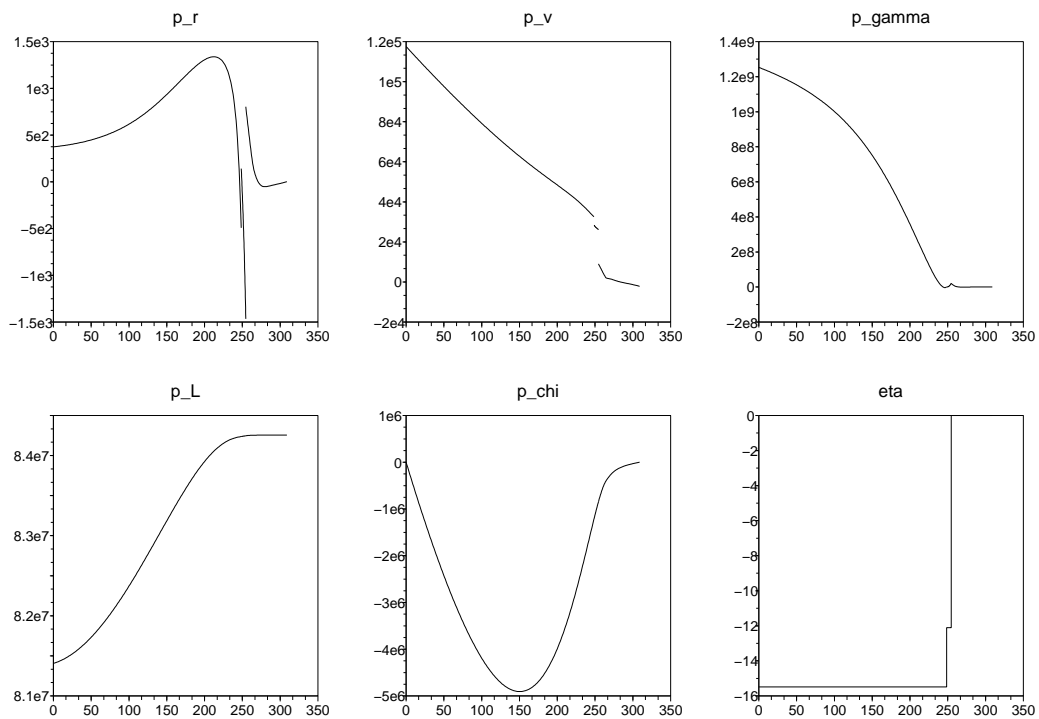 p_r
1.5e3
1e3
5e2
0
−5e2
−1e3
−1.5e3
0 50 100 150 200 250 300 350
p_v
1.2e5
1e5
8e4
6e4
4e4
2e4
0
−2e4
0 50 100 150 200 250 300 350
p_gamma
1.4e9
1.2e9
1e9
8e8
6e8
4e8
2e8
0
−2e8
0 50 100 150 200 250 300 350
p_L
8.4e7
8.3e7
8.2e7
8.1e7
0 50 100 150 200 250 300 350
p_chi
1e6
0
−1e6
−2e6
−3e6
−4e6
−5e6
0 50 100 150 200 250 300 350
eta
0
−2
−4
−6
−8
−10
−12
−14
−16
0 50 100 150 200 250 300 350